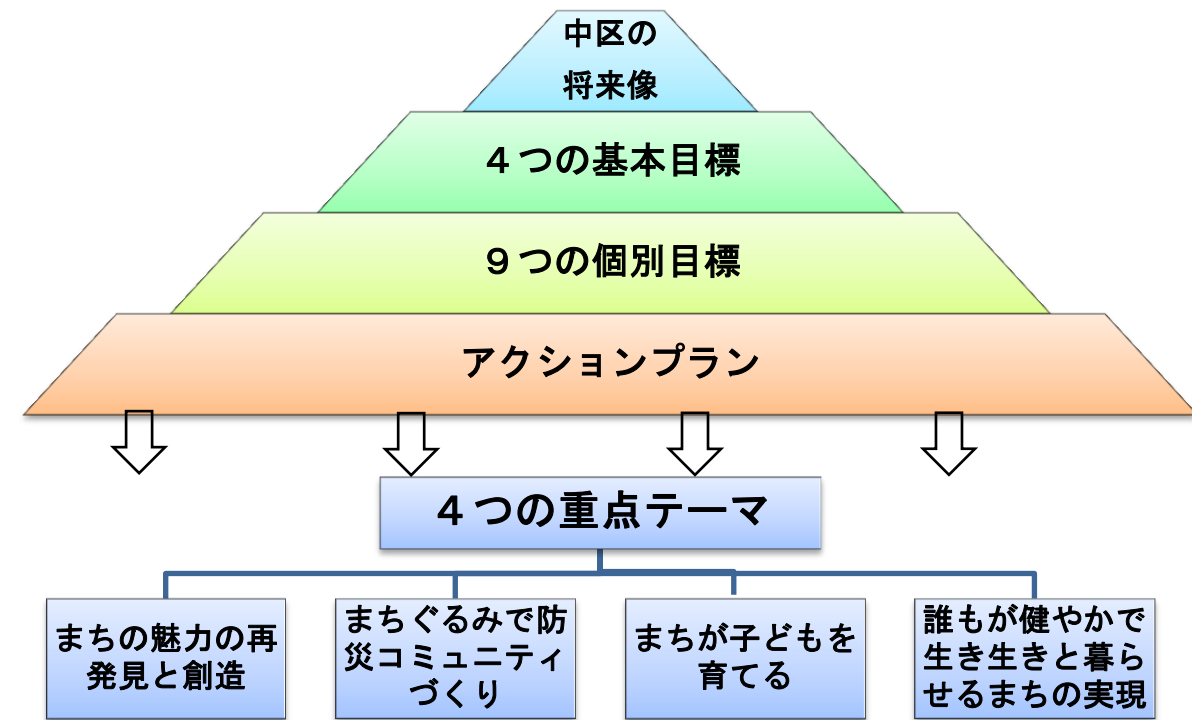 中区の
将来像
４つの基本目標
９つの個別目標
アクションプラン
４つの重点テーマ
まちの魅力の再
発見と創造
まちぐるみで防
災コミュニティ
づくり
まちが子どもを
育てる
誰もが健やかで
生き生きと暮ら
せるまちの実現